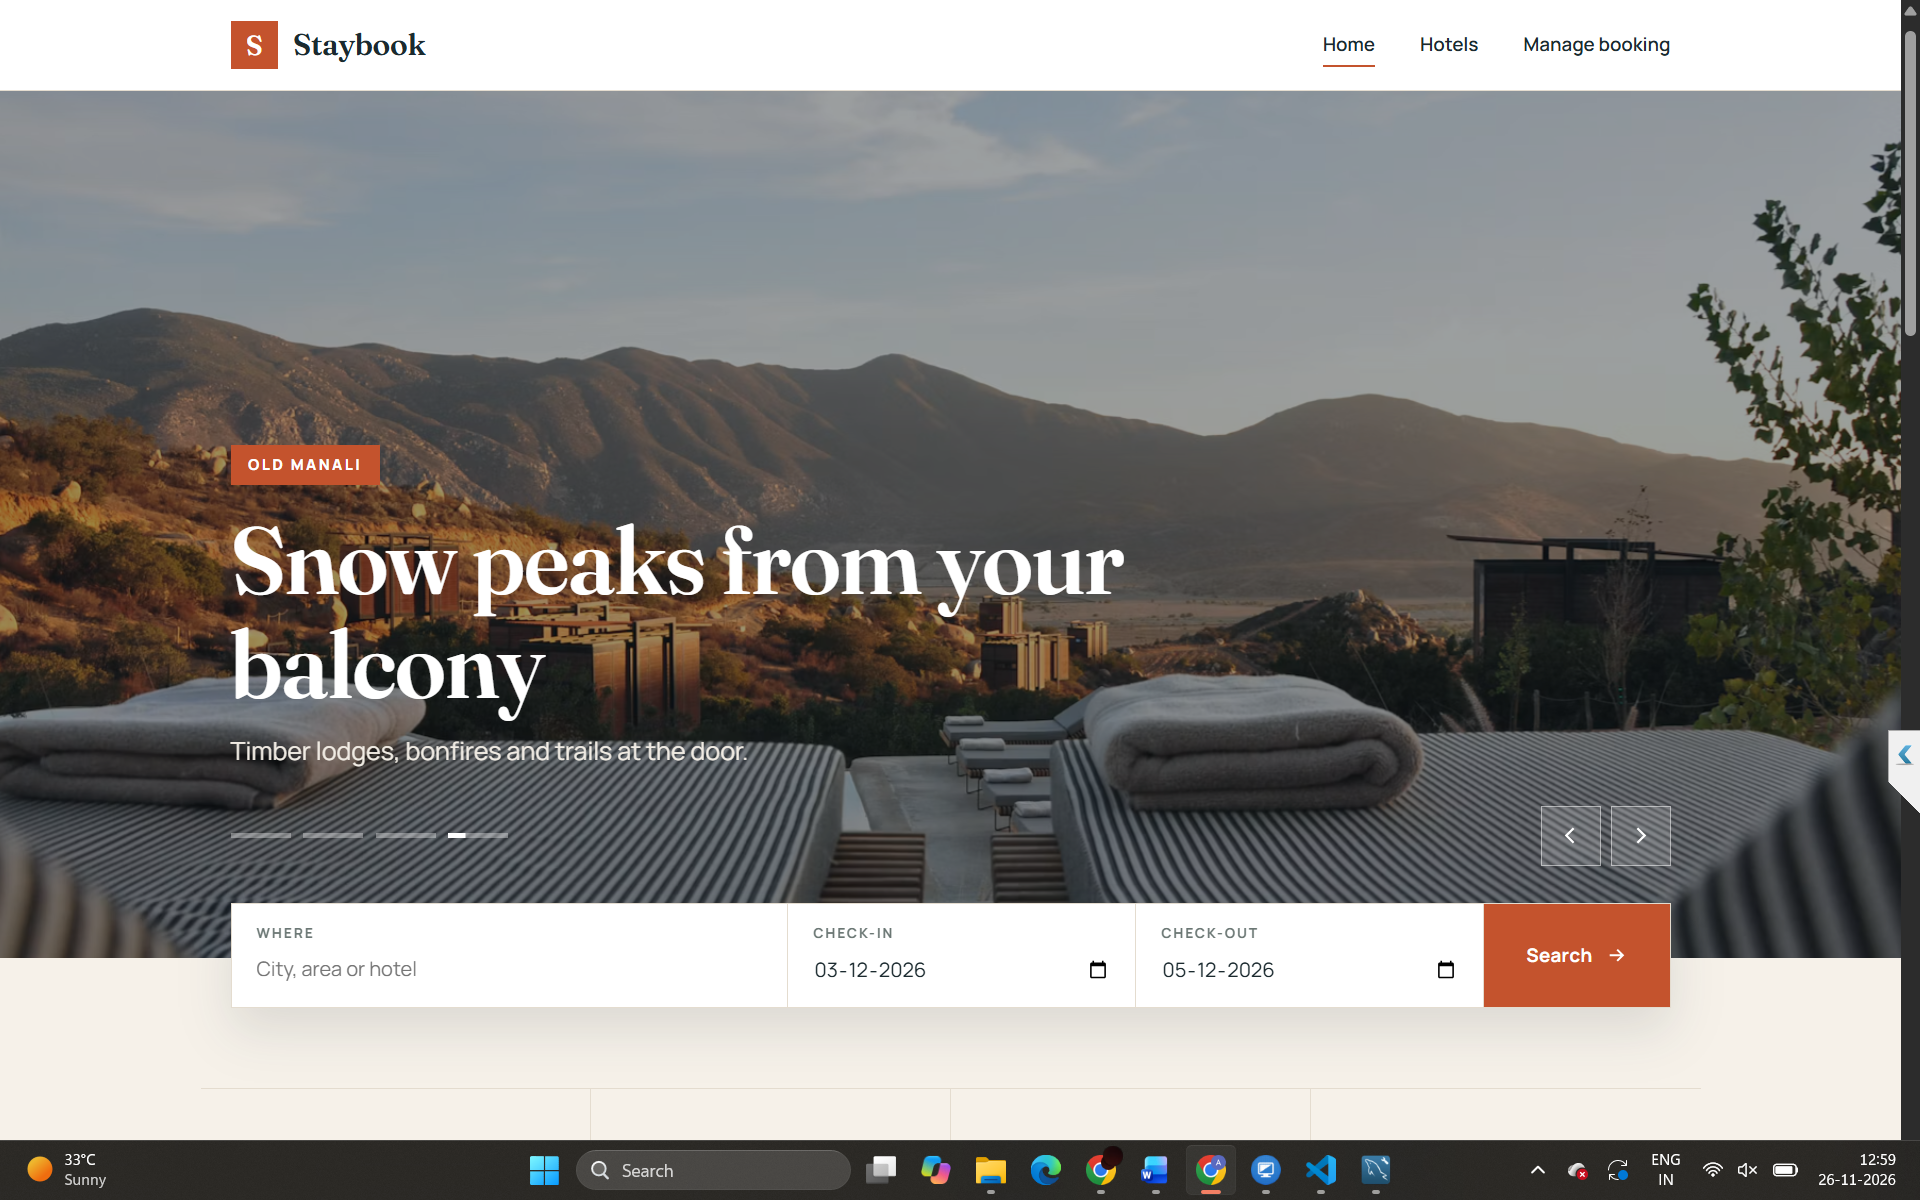 S Staybook
Home Hotels Manage booking
OLD MANALI
Snow peaks from your
balcony
Timber lodges, bonfires and trails at the door.
WHERE
City, area or hotel
CHECK-IN
03-12-2026
CHECK-OUT
05-12-2026
Search
33°C
Sunny
Search
ENG
IN
12:59
26-11-2026